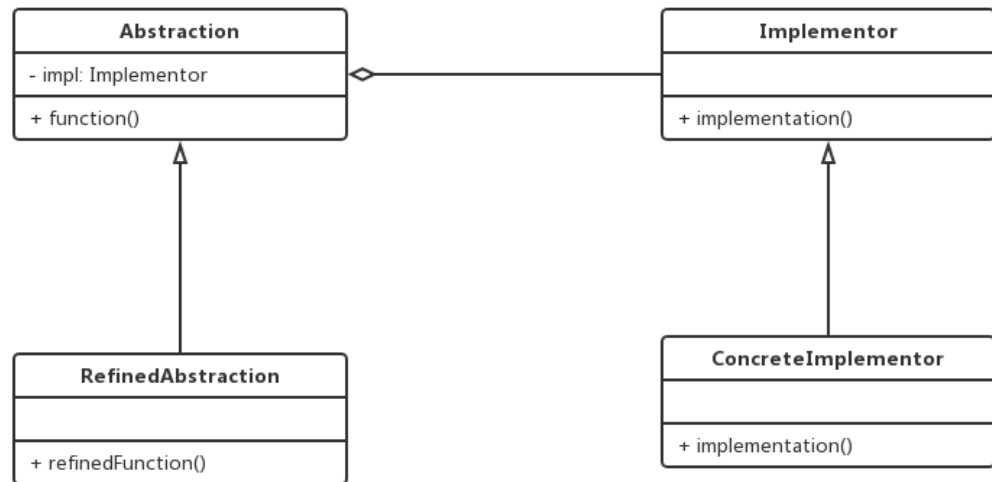 Abstraction
- impl: Implementor
+ function()
Implementor
+ implementation()
RefinedAbstraction
+ refinedFunction()
ConcreteImplementor
+ implementation()